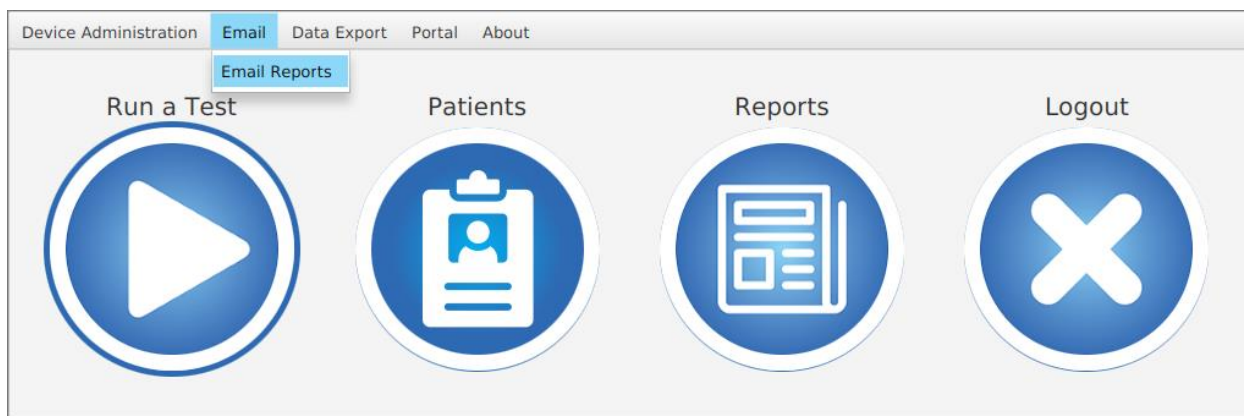 Device Administration Email Data Export Portal About
Email Reports
Run a Test Patients Reports Logout